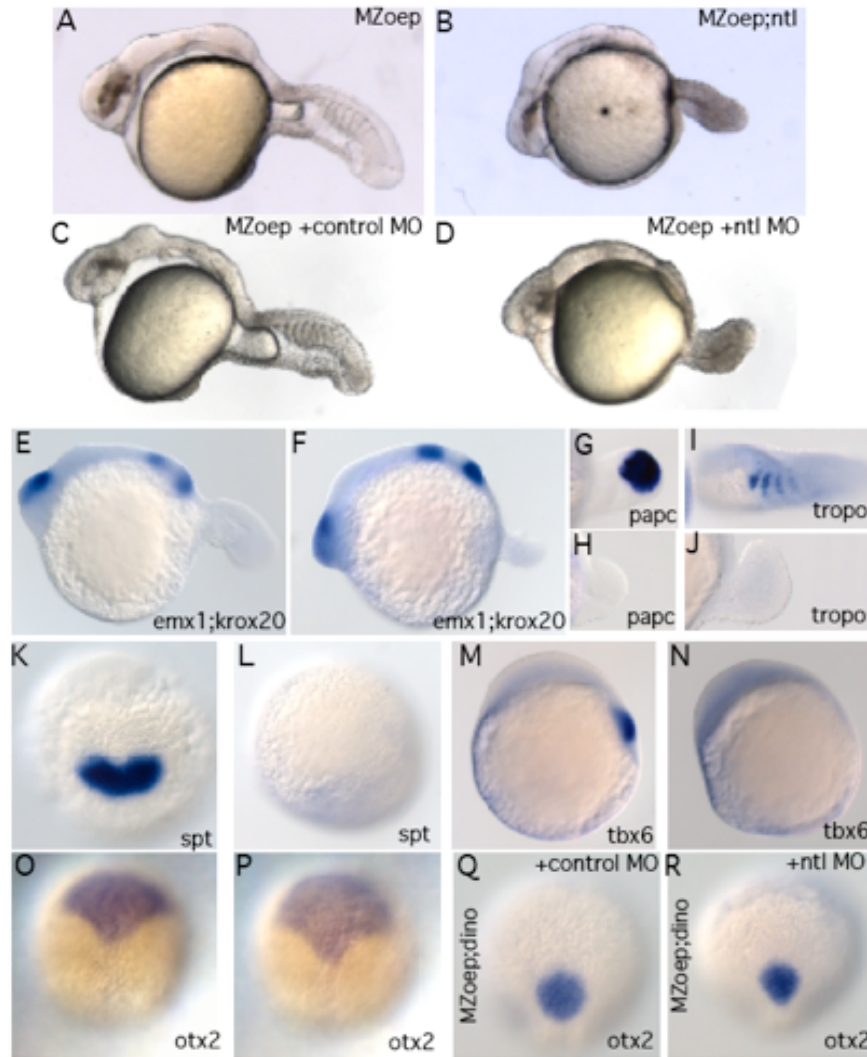 A MZoep
B MZoep;ntl
C MZoep +control MO
D MZoep +ntl MO
E emx1;krox20
F emx1;krox20
G papc
I tropo
H papc
J tropo
K spt
L spt
M tbx6
N tbx6
O otx2
P otx2
Q +control MO
MZoep;dino
otx2
R +ntl MO
MZoep;dino
otx2